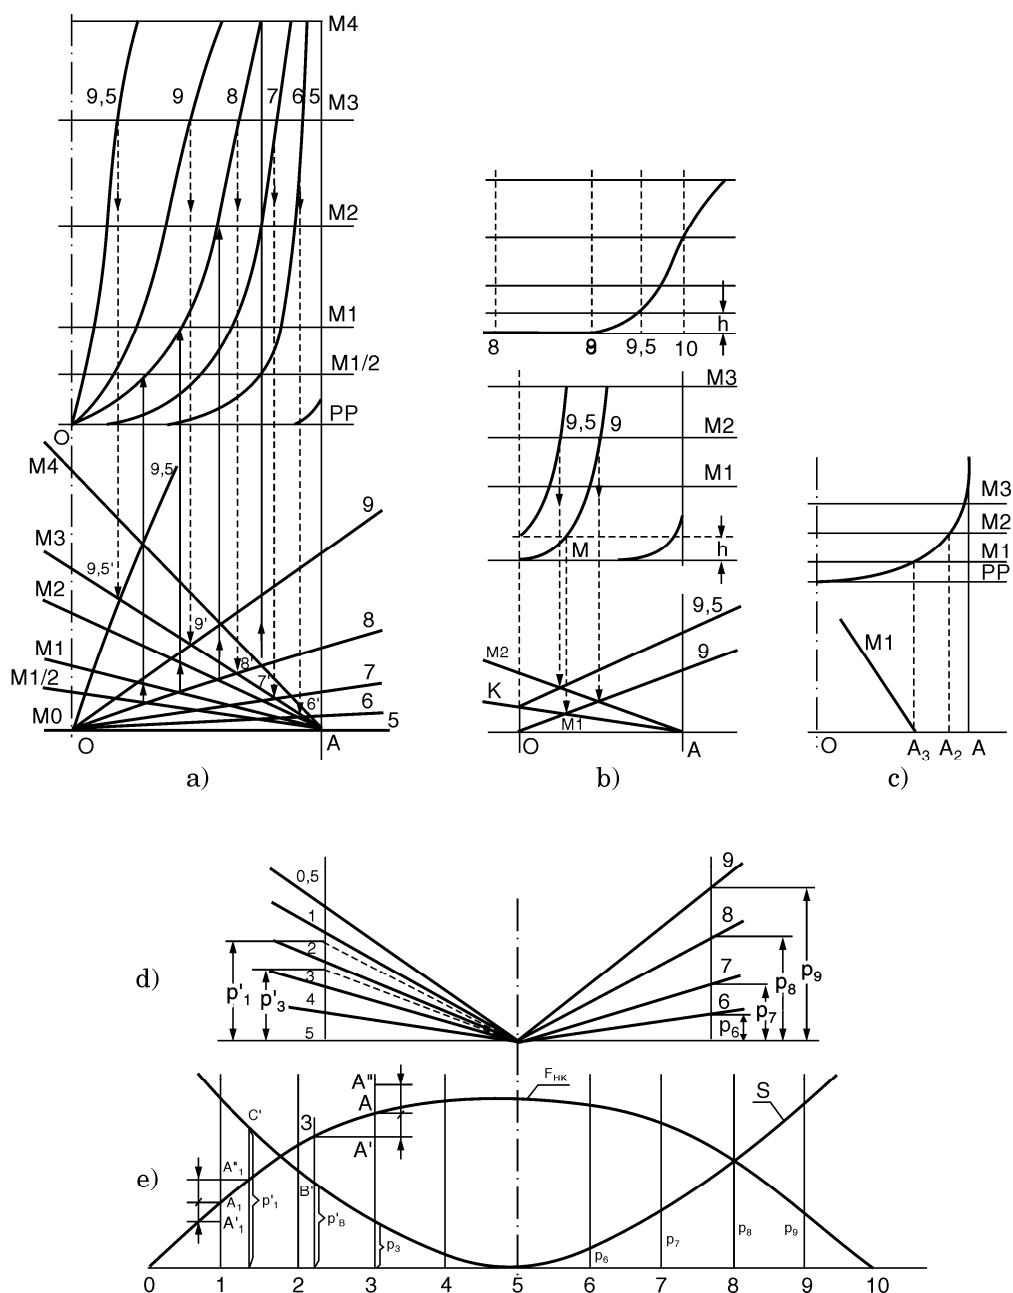 M4
9,5 9 8 7 6 5 M3
M2
M1
M1/2
PP
O
M4 9,5
9
M3
9,5'
M2
9' 8
M1 8'
7' 7
M1/2
6' 6
M0 5
O A
a)
h
8 9 9,5 10
M3
9,5 9 M2
M1
M h
9,5
M2 9
K
M1
O A
b)
M3
M2
M1
PP
M1
O A3 A2 A
c)
d)
0,5
1
2
3
4
5
p'1 p'3
9
8
7
6
p6 p7 p8 p9
e)
A"
A
A'
Fнк
S
C'
3
A"1
A1
A'1
p'1
B'
p'B
p3
p6
p7
p8
p9
0 1 2 3 4 5 6 7 8 9 10